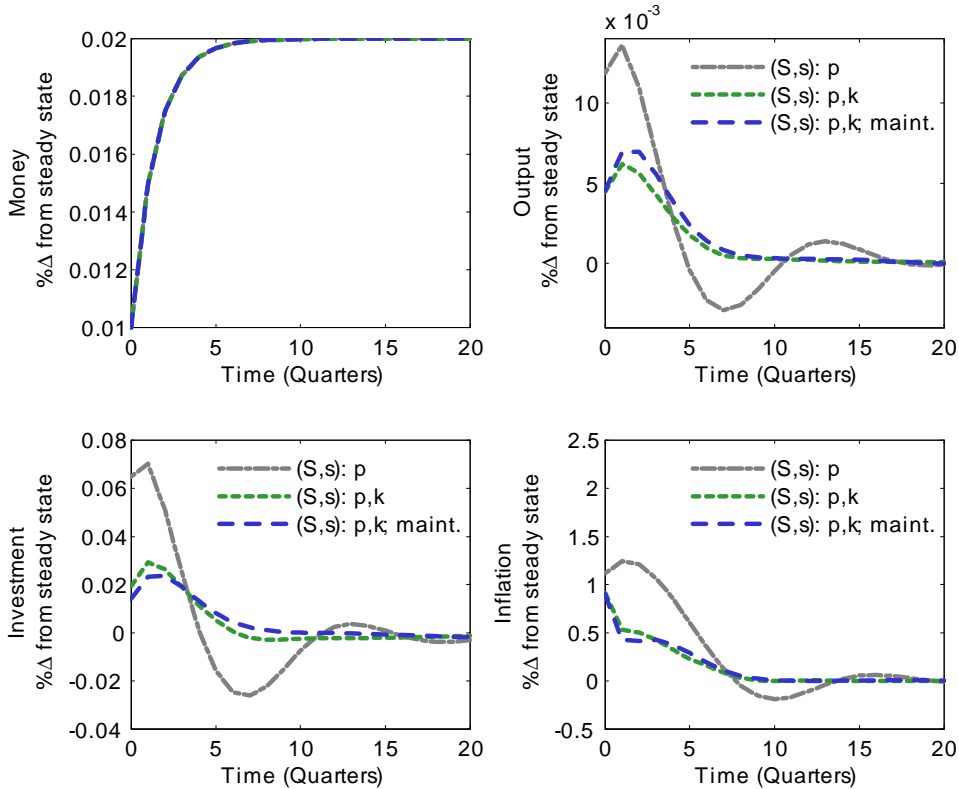 0.02
0.018
0.016
0.014
0.012
0.01
0 5 10 15 20
Time (Quarters)
Money
%Δ from steady state
x 10⁻³
10
5
0
0 5 10 15 20
Time (Quarters)
Output
%Δ from steady state
(S,s): p
(S,s): p,k
(S,s): p,k; maint.
0.08
0.06
0.04
0.02
0
-0.02
-0.04
0 5 10 15 20
Time (Quarters)
Investment
%Δ from steady state
(S,s): p
(S,s): p,k
(S,s): p,k; maint.
2.5
2
1.5
1
0.5
0
-0.5
0 5 10 15 20
Time (Quarters)
Inflation
%Δ from steady state
(S,s): p
(S,s): p,k
(S,s): p,k; maint.